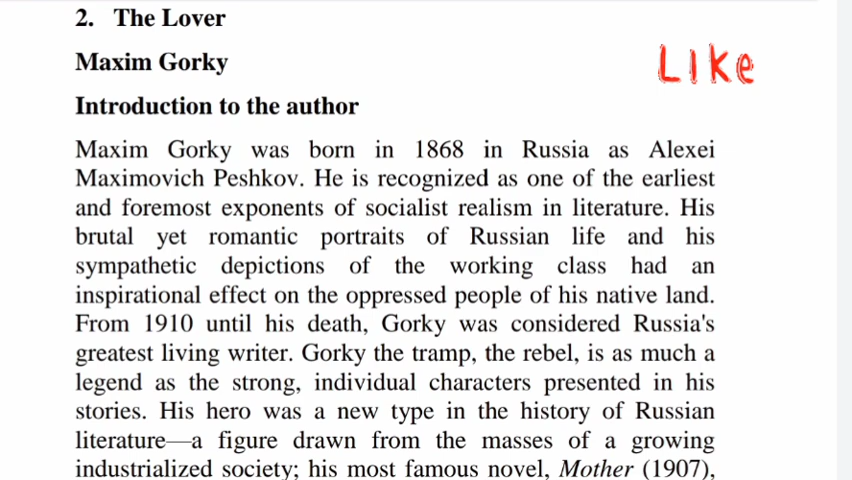 2. The Lover
Maxim Gorky
Like
Introduction to the author
Maxim Gorky was born in 1868 in Russia as Alexei
Maximovich Peshkov. He is recognized as one of the earliest
and foremost exponents of socialist realism in literature. His
brutal yet romantic portraits of Russian life and his
sympathetic depictions of the working class had an
inspirational effect on the oppressed people of his native land.
From 1910 until his death, Gorky was considered Russia's
greatest living writer. Gorky the tramp, the rebel, is as much a
legend as the strong, individual characters presented in his
stories. His hero was a new type in the history of Russian
literature—a figure drawn from the masses of a growing
industrialized society; his most famous novel, Mother (1907),